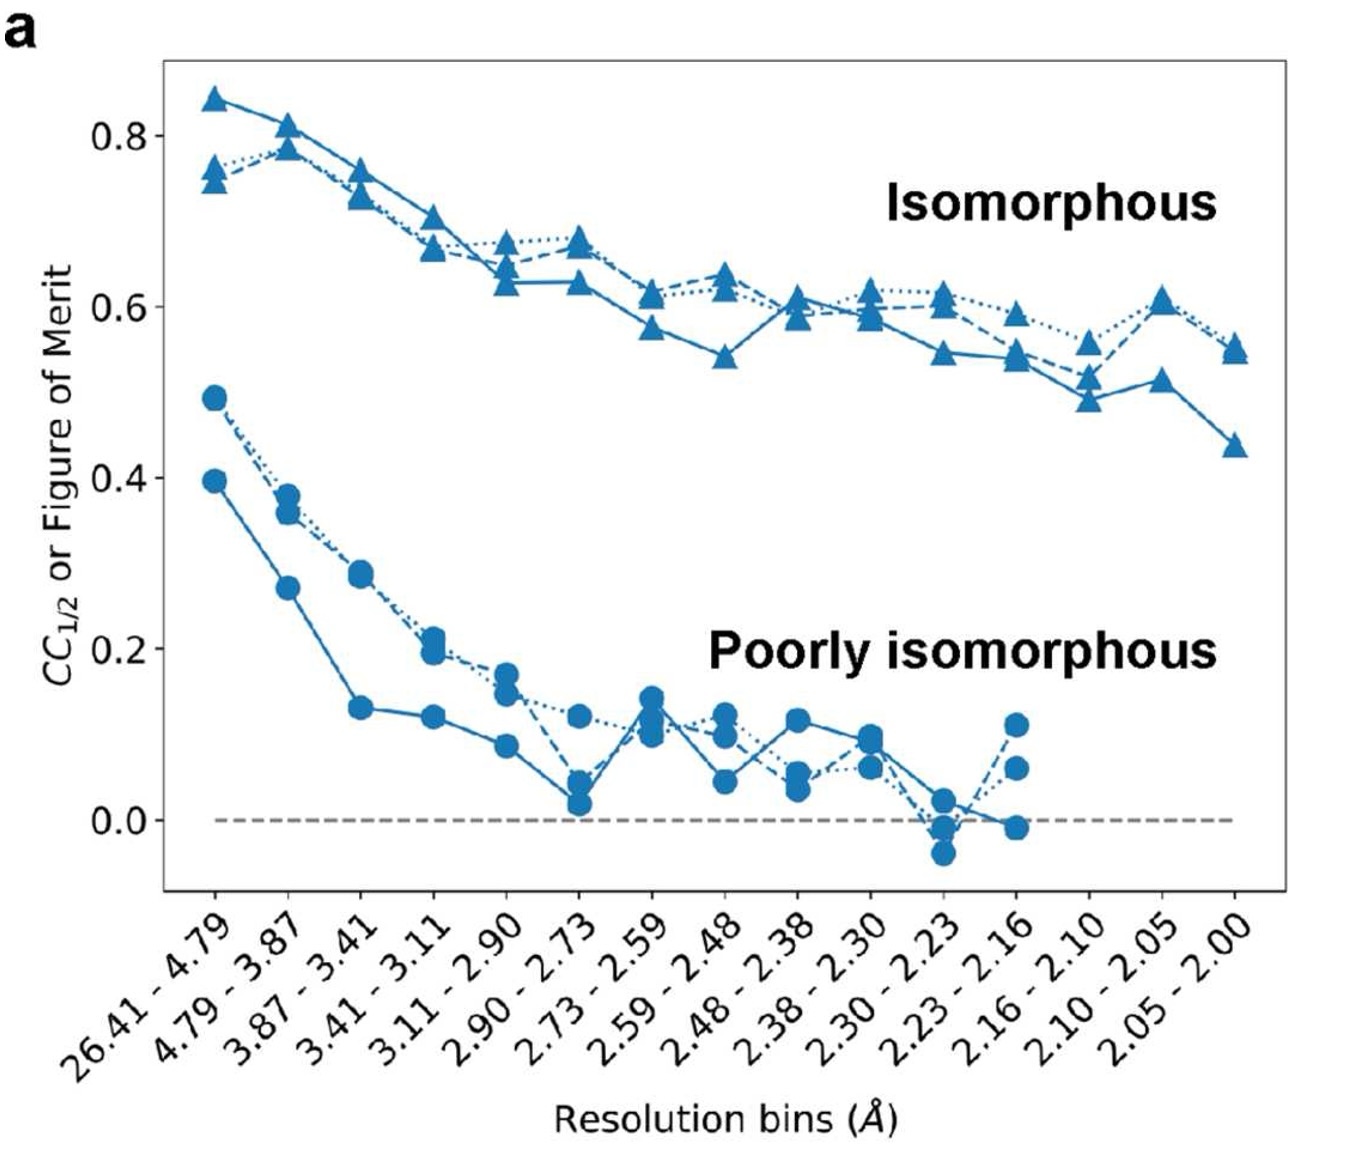 a
CC1/2 or Figure of Merit
0.8
0.6
0.4
0.2
0.0
Isomorphous
Poorly isomorphous
26.41 - 4.79
4.79 - 3.87
3.87 - 3.41
3.41 - 3.11
3.11 - 2.90
2.90 - 2.73
2.73 - 2.59
2.59 - 2.48
2.48 - 2.38
2.38 - 2.30
2.30 - 2.23
2.23 - 2.16
2.16 - 2.10
2.10 - 2.05
2.05 - 2.00
Resolution bins (Å)